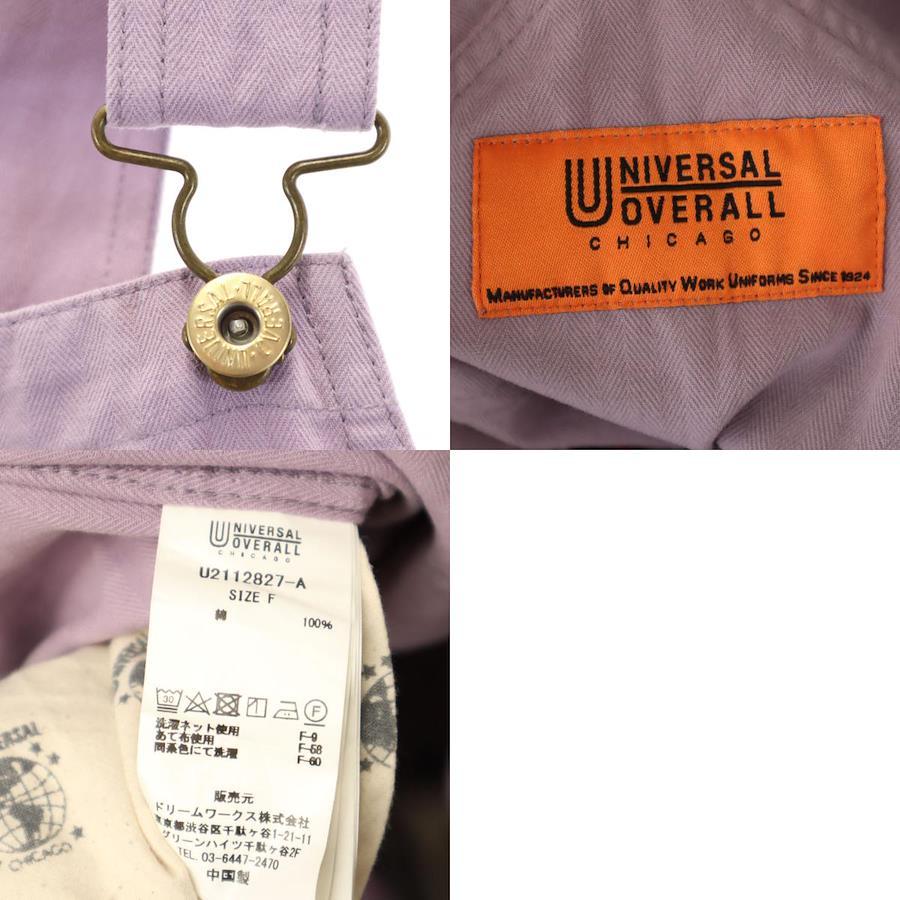 UNIVERSAL OVERALL
UNIVERSAL
OVERALL
CHICAGO
MANUFACTURERS OF QUALITY WORK UNIFORMS SINCE 1924
UNIVERSAL
OVERALL
CHICAGO
U2112827-A
SIZE F
綿 100%
30
F
洗濯ネット使用 F-9
あて布使用 F-58
同系色にて洗濯 F-60
販売元
ドリームワークス株式会社
東京都渋谷区千駄ヶ谷1-21-11
グリーンハイツ千駄ヶ谷2F
TEL. 03-6447-2470
中国製
UNIVERSAL
CHICAGO